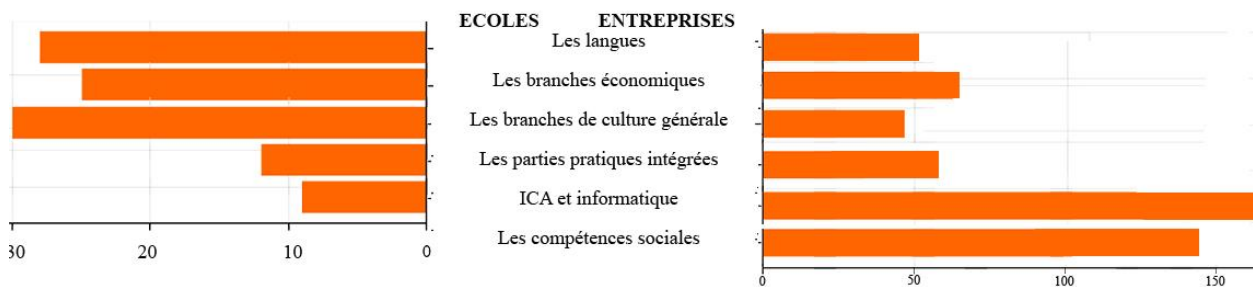 ECOLES ENTREPRISES
Les langues
Les branches économiques
Les branches de culture générale
Les parties pratiques intégrées
ICA et informatique
Les compétences sociales
30 20 10 0
0 50 100 150